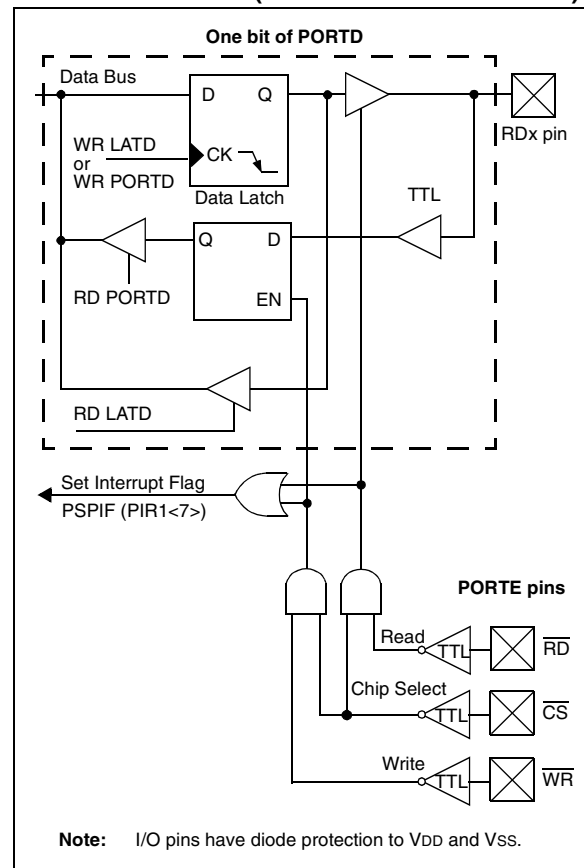 One bit of PORTD
Data Bus
D Q
RDx pin
WR LATD
or
WR PORTD
CK
Data Latch
TTL
Q D
EN
RD PORTD
RD LATD
Set Interrupt Flag
PSPIF (PIR1<7>)
PORTE pins
Read
TTL
RD
Chip Select
TTL
CS
Write
TTL
WR
Note: I/O pins have diode protection to VDD and VSS.